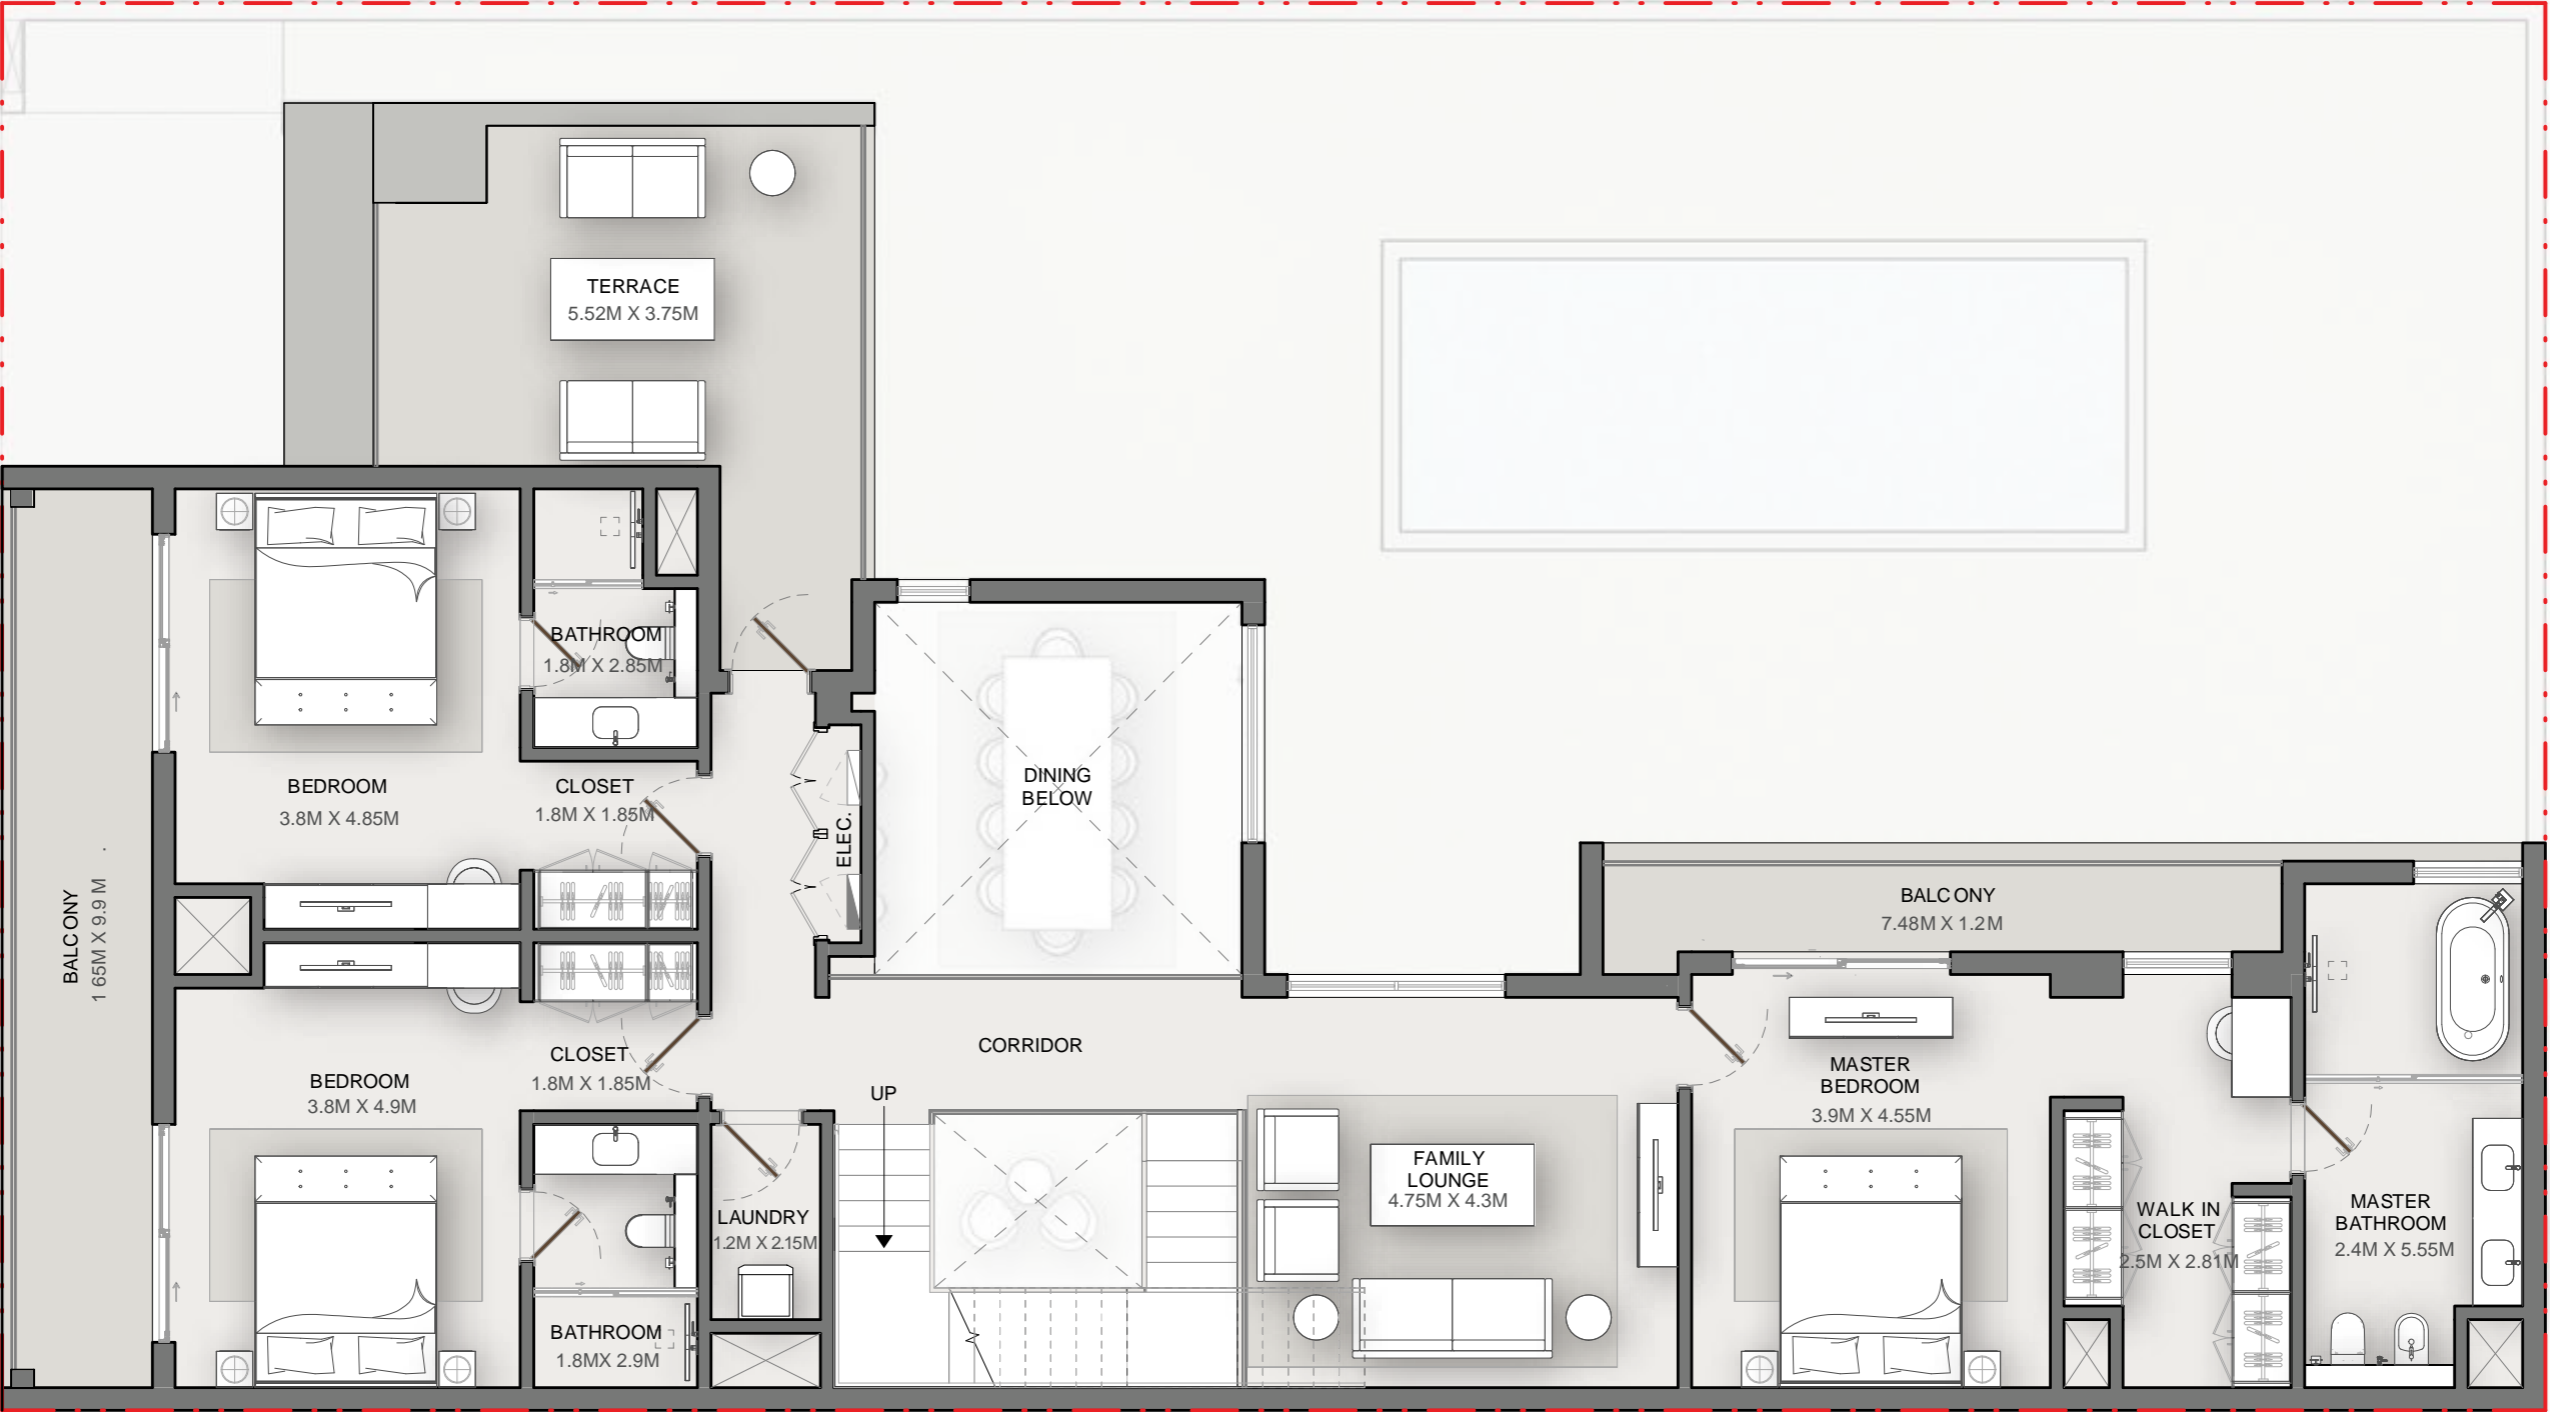 TERRACE
5.52M X 3.75M
BATHROOM
1.8M X 2.85M
BEDROOM
3.8M X 4.85M
CLOSET
1.8M X 1.85M
ELEC.
DINING
BELOW
BALCONY
1 65M X 9.9 M
BALCONY
7.48M X 1.2M
CORRIDOR
CLOSET
1.8M X 1.85M
BEDROOM
3.8M X 4.9M
UP
MASTER
BEDROOM
3.9M X 4.55M
FAMILY
LOUNGE
4.75M X 4.3M
LAUNDRY
1.2M X 2.15M
WALK IN
CLOSET
2.5M X 2.81M
MASTER
BATHROOM
2.4M X 5.55M
BATHROOM
1.8MX 2.9M